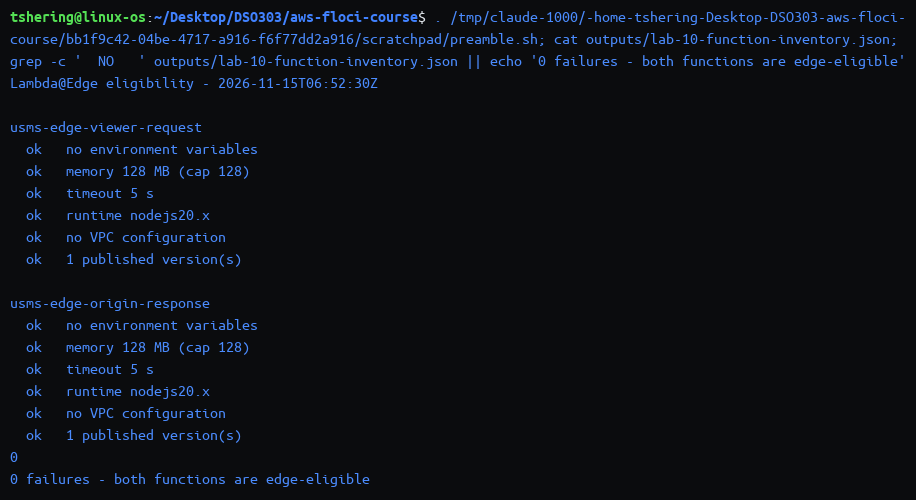 tshering@linux-os:~/Desktop/DSO303/aws-floci-course$ . /tmp/claude-1000/-home-tshering-Desktop-DSO303-aws-floci-
course/bb1f9c42-04be-4717-a916-f6f77dd2a916/scratchpad/preamble.sh; cat outputs/lab-10-function-inventory.json;
grep -c '  NO   ' outputs/lab-10-function-inventory.json || echo '0 failures - both functions are edge-eligible'
Lambda@Edge eligibility - 2026-11-15T06:52:30Z

usms-edge-viewer-request
  ok   no environment variables
  ok   memory 128 MB (cap 128)
  ok   timeout 5 s
  ok   runtime nodejs20.x
  ok   no VPC configuration
  ok   1 published version(s)

usms-edge-origin-response
  ok   no environment variables
  ok   memory 128 MB (cap 128)
  ok   timeout 5 s
  ok   runtime nodejs20.x
  ok   no VPC configuration
  ok   1 published version(s)
0
0 failures - both functions are edge-eligible